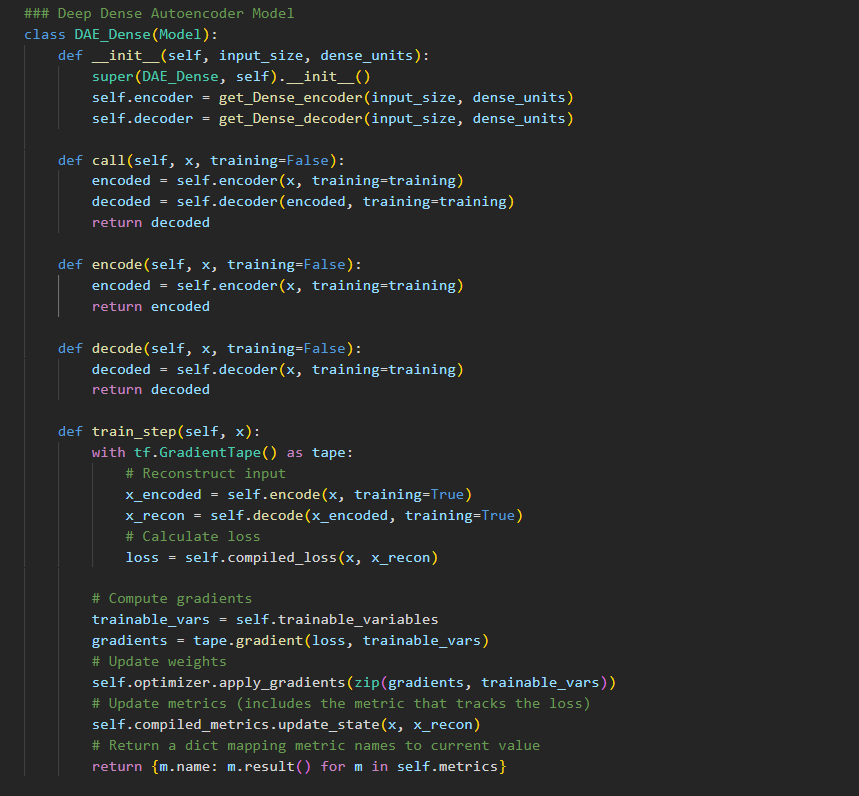 ### Deep Dense Autoencoder Model
class DAE_Dense(Model):
    def __init__(self, input_size, dense_units):
        super(DAE_Dense, self).__init__()
        self.encoder = get_Dense_encoder(input_size, dense_units)
        self.decoder = get_Dense_decoder(input_size, dense_units)

    def call(self, x, training=False):
        encoded = self.encoder(x, training=training)
        decoded = self.decoder(encoded, training=training)
        return decoded

    def encode(self, x, training=False):
        encoded = self.encoder(x, training=training)
        return encoded

    def decode(self, x, training=False):
        decoded = self.decoder(x, training=training)
        return decoded

    def train_step(self, x):
        with tf.GradientTape() as tape:
            # Reconstruct input
            x_encoded = self.encode(x, training=True)
            x_recon = self.decode(x_encoded, training=True)
            # Calculate loss
            loss = self.compiled_loss(x, x_recon)

        # Compute gradients
        trainable_vars = self.trainable_variables
        gradients = tape.gradient(loss, trainable_vars)
        # Update weights
        self.optimizer.apply_gradients(zip(gradients, trainable_vars))
        # Update metrics (includes the metric that tracks the loss)
        self.compiled_metrics.update_state(x, x_recon)
        # Return a dict mapping metric names to current value
        return {m.name: m.result() for m in self.metrics}